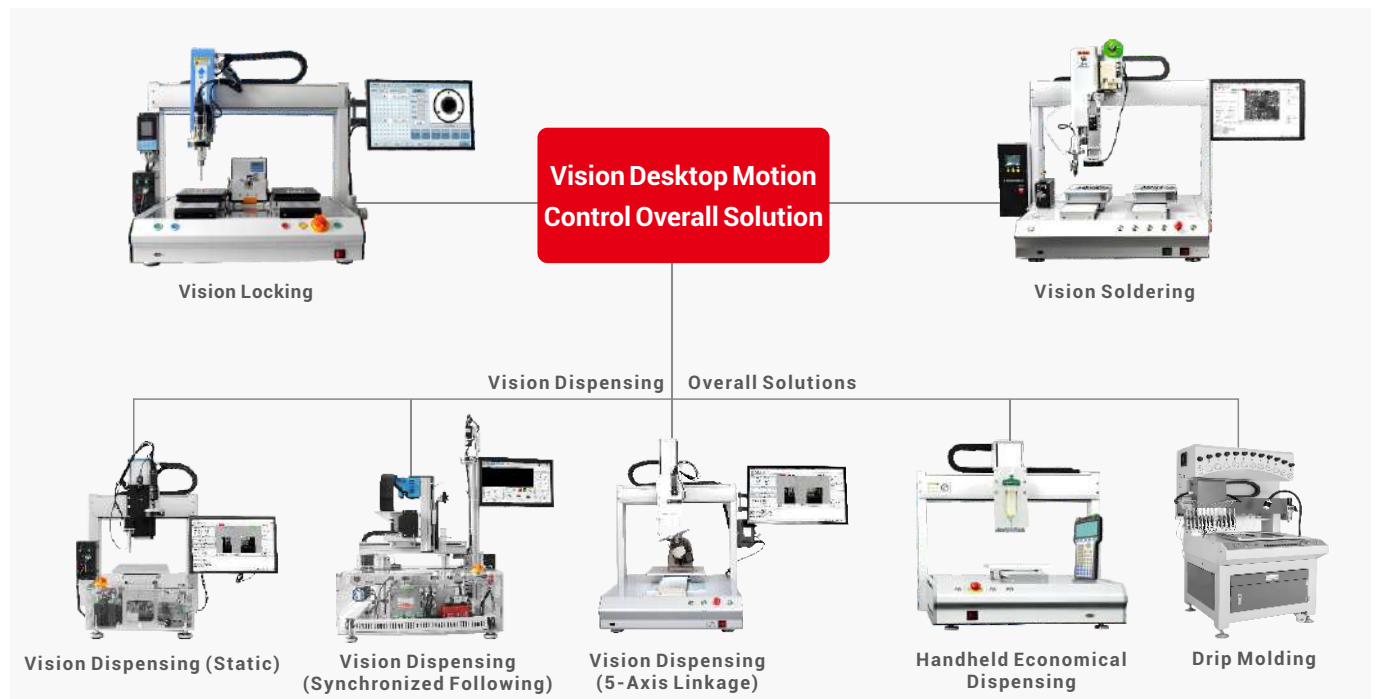 Vision Desktop Motion
Control Overall Solution
Vision Locking
Vision Soldering
Vision Dispensing
Overall Solutions
Vision Dispensing (Static)
Vision Dispensing
(Synchronized Following)
Vision Dispensing
(5-Axis Linkage)
Handheld Economical
Dispensing
Drip Molding